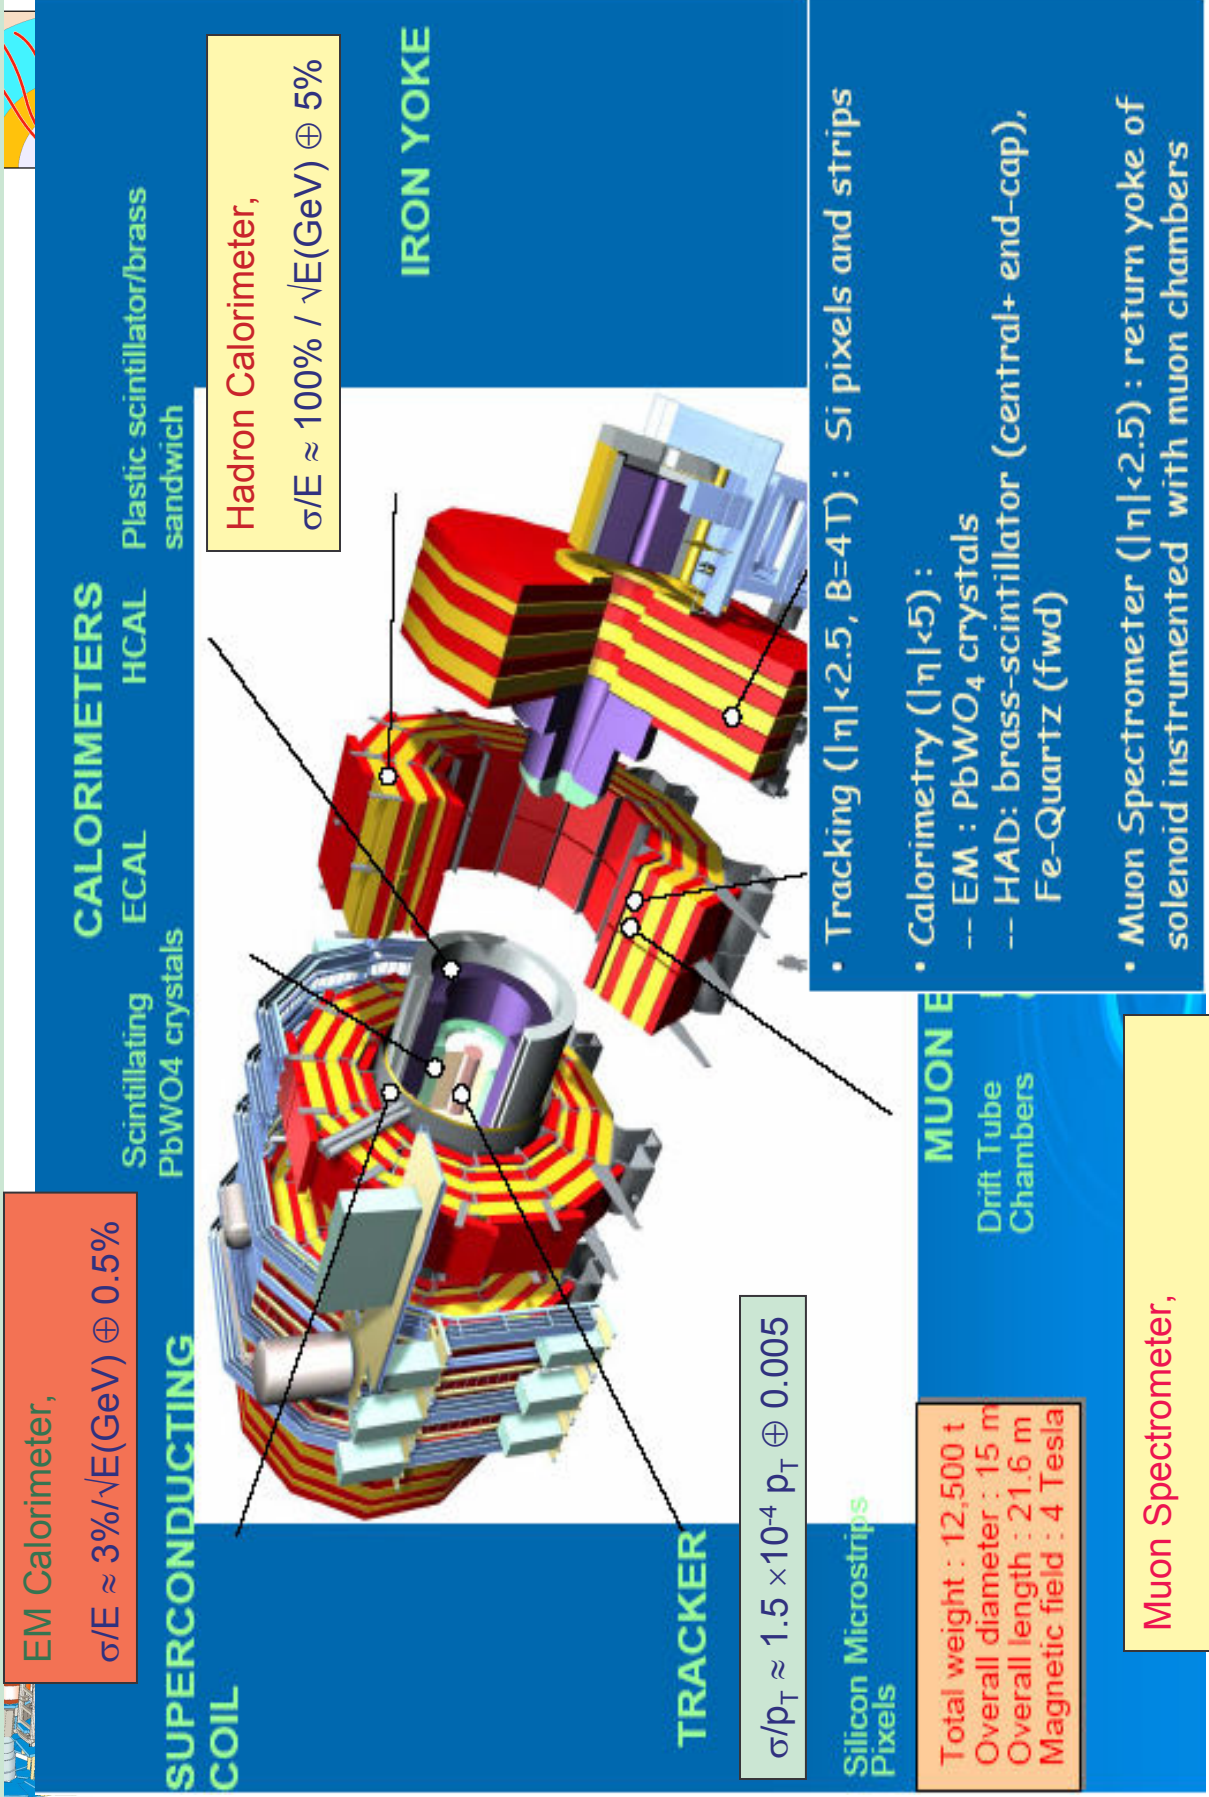 EM Calorimeter,
σ/E ≈ 3%/√E(GeV) ⊕ 0.5%
CALORIMETERS
Scintillating
PbWO4 crystals
ECAL
HCAL
Plastic scintillator/brass
sandwich
Hadron Calorimeter,
σ/E ≈ 100% / √E(GeV) ⊕ 5%
SUPERCONDUCTING
COIL
IRON YOKE
TRACKER
σ/pT ≈ 1.5 ×10-4 pT ⊕ 0.005
Silicon Microstrips
Pixels
Total weight : 12,500 t
Overall diameter : 15 m
Overall length : 21.6 m
Magnetic field : 4 Tesla
MUON
Drift Tube
Chambers
• Tracking (|η|<2.5, B=4T) : Si pixels and strips
• Calorimetry (|η|<5) :
-- EM : PbWO4 crystals
-- HAD: brass-scintillator (central+ end-cap),
Fe-Quartz (fwd)
• Muon Spectrometer (|η|<2.5) : return yoke of
solenoid instrumented with muon chambers
Muon Spectrometer,